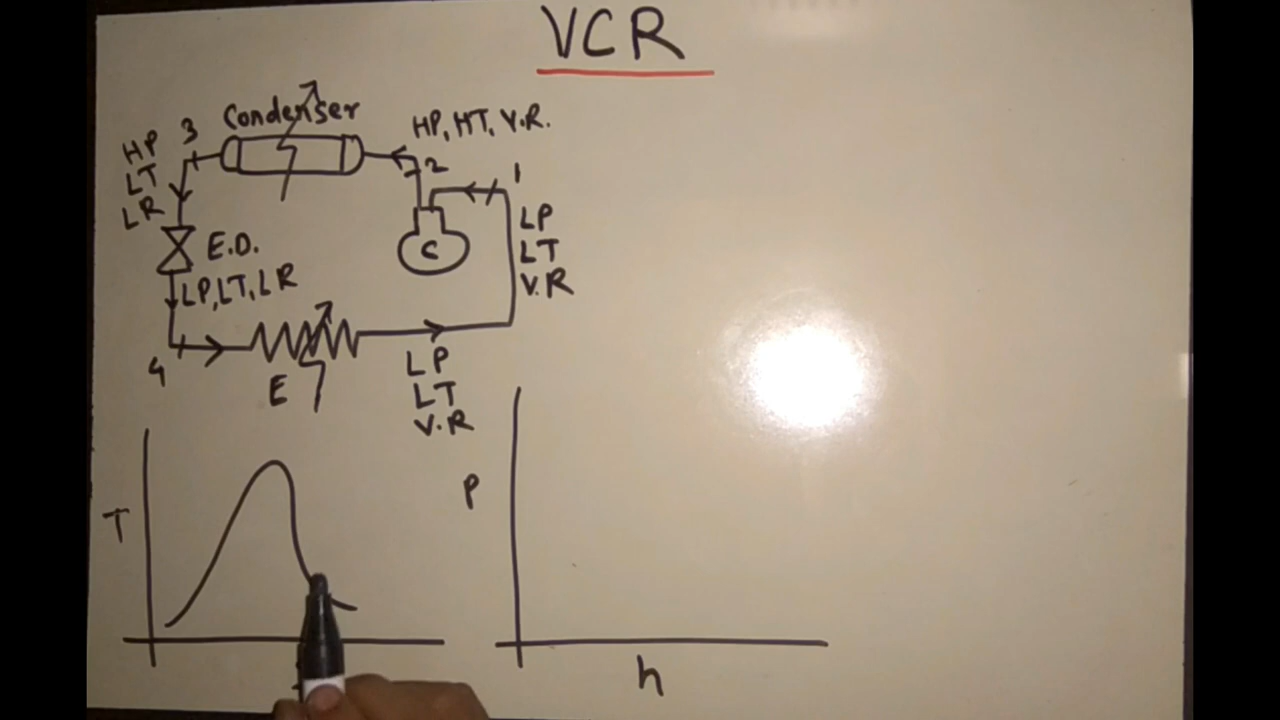 VCR
Condenser
HP, HT, V.R.
HP
LT
LR
3
2
1
LP
LT
V.R
C
E.D.
LP, LT, LR
4
E
LP
LT
V.R
T
P
h